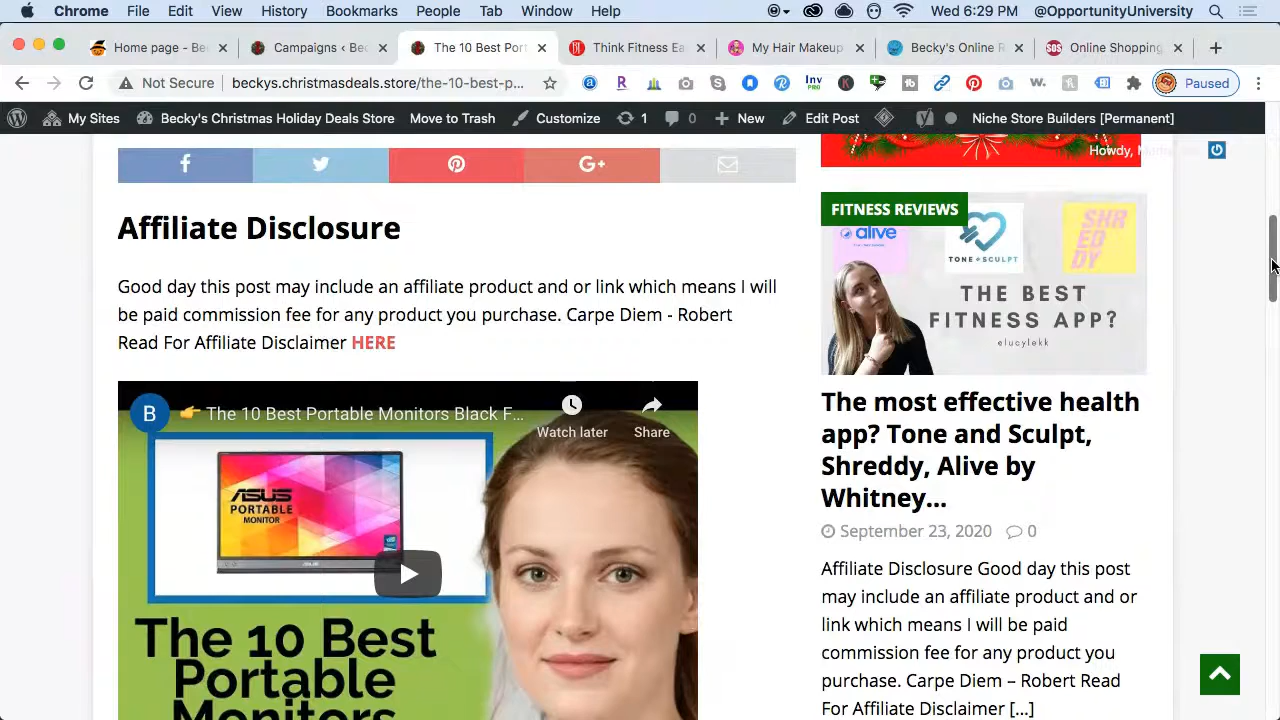 Chrome File Edit View History Bookmarks People Tab Window Help Wed 6:29 PM @OpportunityUniversity
Home page - Be
Campaigns ‹ Be
The 10 Best Por
Think Fitness Ea
My Hair Makeup
Becky's Online R
Online Shopping
Not Secure beckys.christmasdeals.store/the-10-best-p... Paused
My Sites Becky's Christmas Holiday Deals Store Move to Trash Customize 1 0 New Edit Post Niche Store Builders [Permanent]
Howdy,
G+
Affiliate Disclosure
Good day this post may include an affiliate product and or link which means I will
be paid commission fee for any product you purchase. Carpe Diem - Robert
Read For Affiliate Disclaimer HERE
B 👉 The 10 Best Portable Monitors Black F...
Watch later Share
ASUS
PORTABLE
MONITOR
The 10 Best
Portable
Monitors
FITNESS REVIEWS
alive
TONE SCULPT
SHR
ED
DY
THE BEST
FITNESS APP?
elucylekk
The most effective health
app? Tone and Sculpt,
Shreddy, Alive by
Whitney...
September 23, 2020 0
Affiliate Disclosure Good day this post
may include an affiliate product and or
link which means I will be paid
commission fee for any product you
purchase. Carpe Diem – Robert Read
For Affiliate Disclaimer [...]